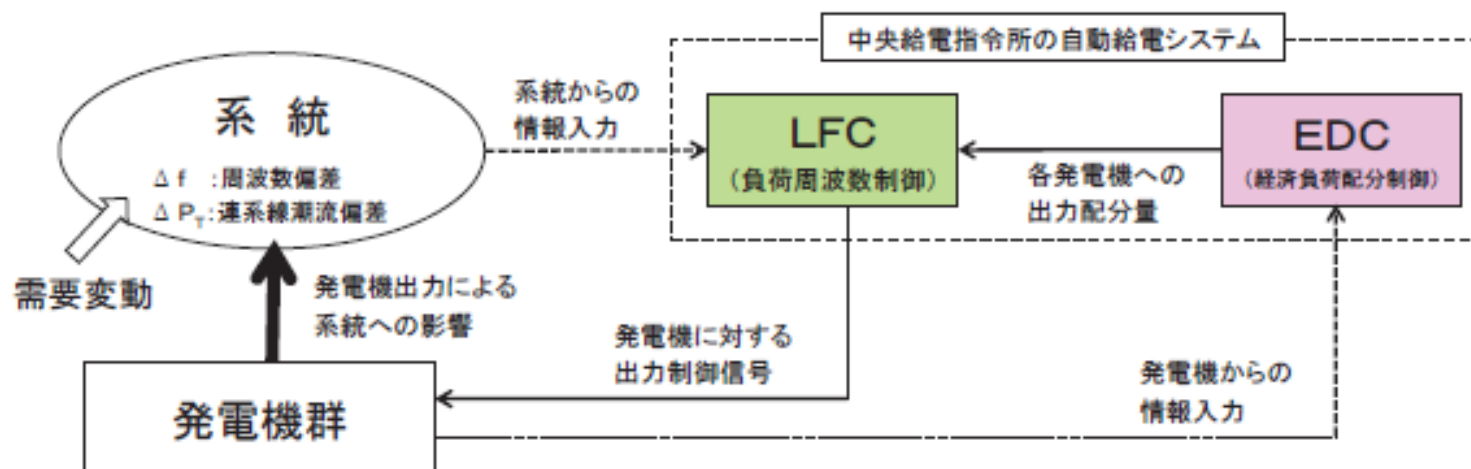 中央給電指令所の自動給電システム
系統からの
情報入力
系 統
Δf :周波数偏差
ΔPT:連系線潮流偏差
LFC
(負荷周波数制御)
各発電機への
出力配分量
EDC
(経済負荷配分制御)
需要変動
発電機出力による
系統への影響
発電機に対する
出力制御信号
発電機からの
情報入力
発電機群